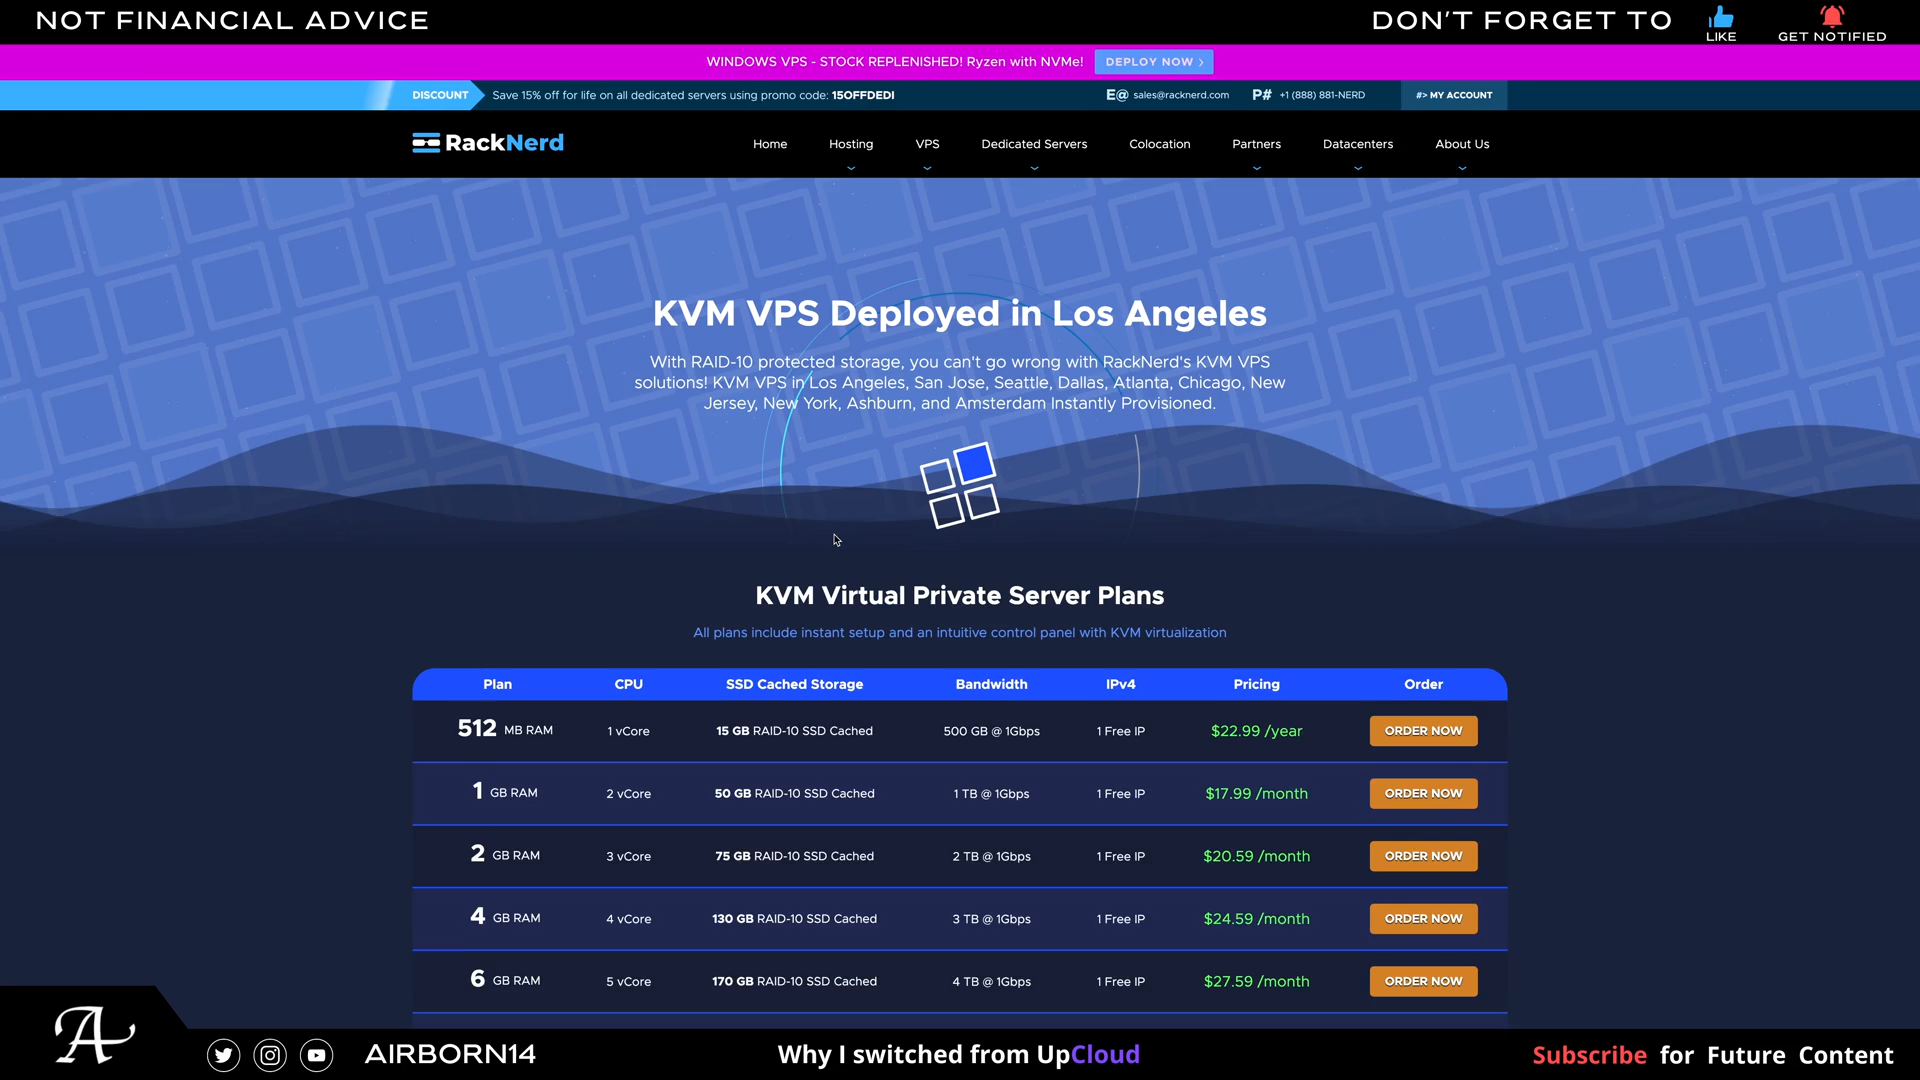 NOT FINANCIAL ADVICE
DON'T FORGET TO
LIKE
GET NOTIFIED
WINDOWS VPS - STOCK REPLENISHED! Ryzen with NVMe!
DEPLOY NOW
DISCOUNT
Save 15% off for life on all dedicated servers using promo code: 15OFFDEDI
E@ sales@racknerd.com
P# +1 (888) 881-NERD
#> MY ACCOUNT
RackNerd
Home
Hosting
VPS
Dedicated Servers
Colocation
Partners
Datacenters
About Us
KVM VPS Deployed in Los Angeles
With RAID-10 protected storage, you can't go wrong with RackNerd's KVM VPS
solutions! KVM VPS in Los Angeles, San Jose, Seattle, Dallas, Atlanta, Chicago, New
Jersey, New York, Ashburn, and Amsterdam Instantly Provisioned.
KVM Virtual Private Server Plans
All plans include instant setup and an intuitive control panel with KVM virtualization
Plan CPU SSD Cached Storage Bandwidth IPv4 Pricing Order
512 MB RAM 1 vCore 15 GB RAID-10 SSD Cached 500 GB @ 1Gbps 1 Free IP $22.99 /year ORDER NOW
1 GB RAM 2 vCore 50 GB RAID-10 SSD Cached 1 TB @ 1Gbps 1 Free IP $17.99 /month ORDER NOW
2 GB RAM 3 vCore 75 GB RAID-10 SSD Cached 2 TB @ 1Gbps 1 Free IP $20.59 /month ORDER NOW
4 GB RAM 4 vCore 130 GB RAID-10 SSD Cached 3 TB @ 1Gbps 1 Free IP $24.59 /month ORDER NOW
6 GB RAM 5 vCore 170 GB RAID-10 SSD Cached 4 TB @ 1Gbps 1 Free IP $27.59 /month ORDER NOW
A
AIRBORN14
Why I switched from UpCloud
Subscribe for Future Content